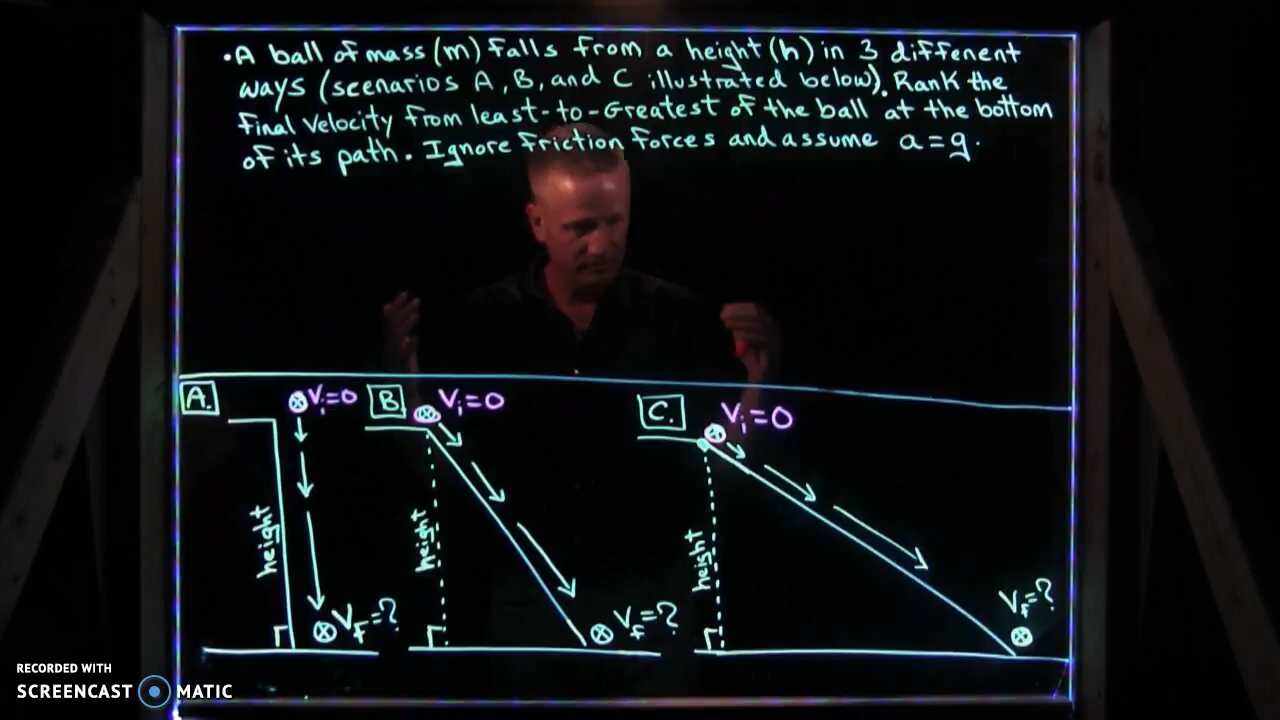 • A ball of mass (m) falls from a height (h) in 3 different
ways (scenarios A, B, and C illustrated below). Rank the
final velocity from least-to-Greatest of the ball at the bottom
of its path. Ignore friction forces and assume a=g.
A. Vi=0 B Vi=0 C. Vi=0
height height height
Vf=? Vf=? Vf=?
RECORDED WITH
SCREENCAST MATIC